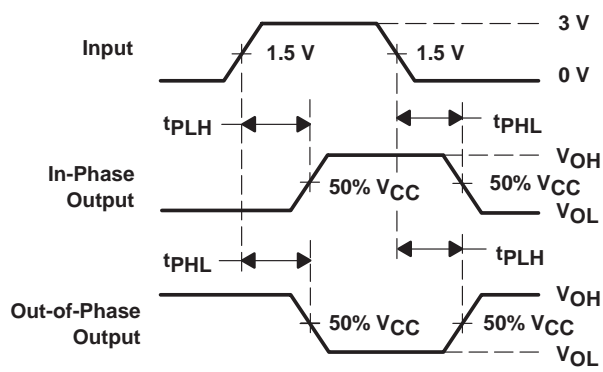 3 V
Input
1.5 V
1.5 V
0 V
tPLH
tPHL
VOH
In-Phase
Output
50% VCC
50% VCC
VOL
tPHL
tPLH
VOH
Out-of-Phase
Output
50% VCC
50% VCC
VOL